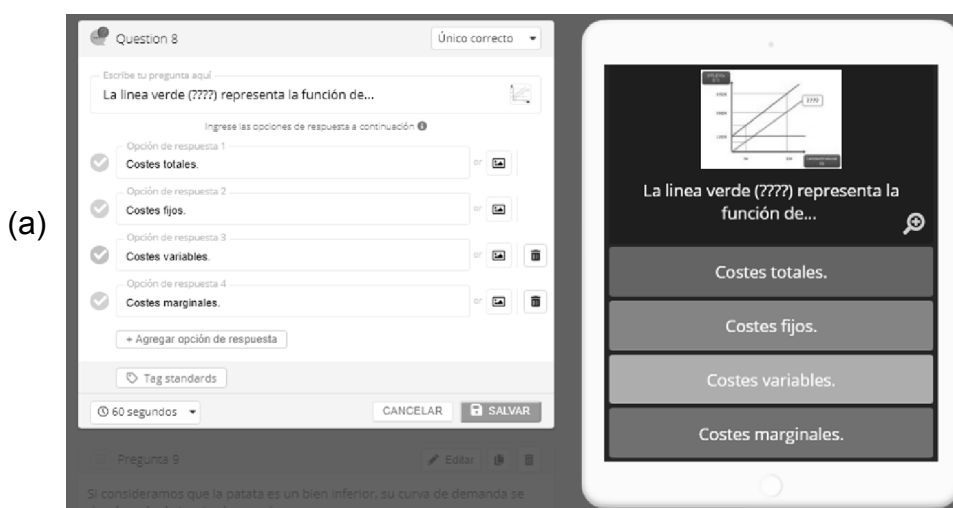 (a)
Question 8
Único correcto
Escribe tu pregunta aquí
La linea verde (????) representa la función de...
Ingrese las opciones de respuesta a continuación
Opción de respuesta 1
Costes totales.
or
Opción de respuesta 2
Costes fijos.
or
Opción de respuesta 3
Costes variables.
or
Opción de respuesta 4
Costes marginales.
or
+ Agregar opción de respuesta
Tag standards
60 segundos
CANCELAR
SALVAR
Pregunta 9
Editar
Si consideramos que la patata es un bien inferior, su curva de demanda se
????
La linea verde (????) representa la
función de...
Costes totales.
Costes fijos.
Costes variables.
Costes marginales.